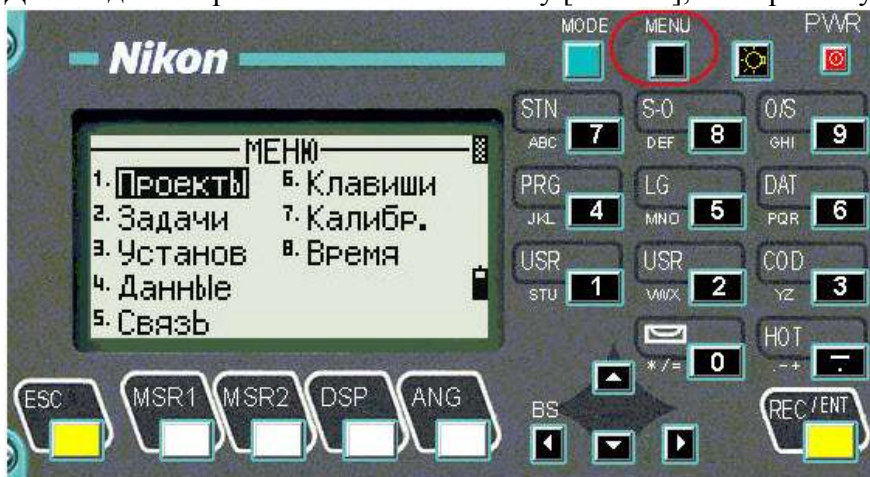 MODE MENU PWR
Nikon
МЕНЮ
1. Проекты 6. Клавиши
2. Задачи 7. Калибр.
3. Установ 8. Время
4. Данные
5. Связь
STN ABC 7 S-O DEF 8 O/S GHI 9
PRG JKL 4 LG MNO 5 DAT PQR 6
USR STU 1 USR VWX 2 COD YZ 3
*/= 0 HOT .-+
ESC MSR1 MSR2 DSP ANG BS REC/ENT